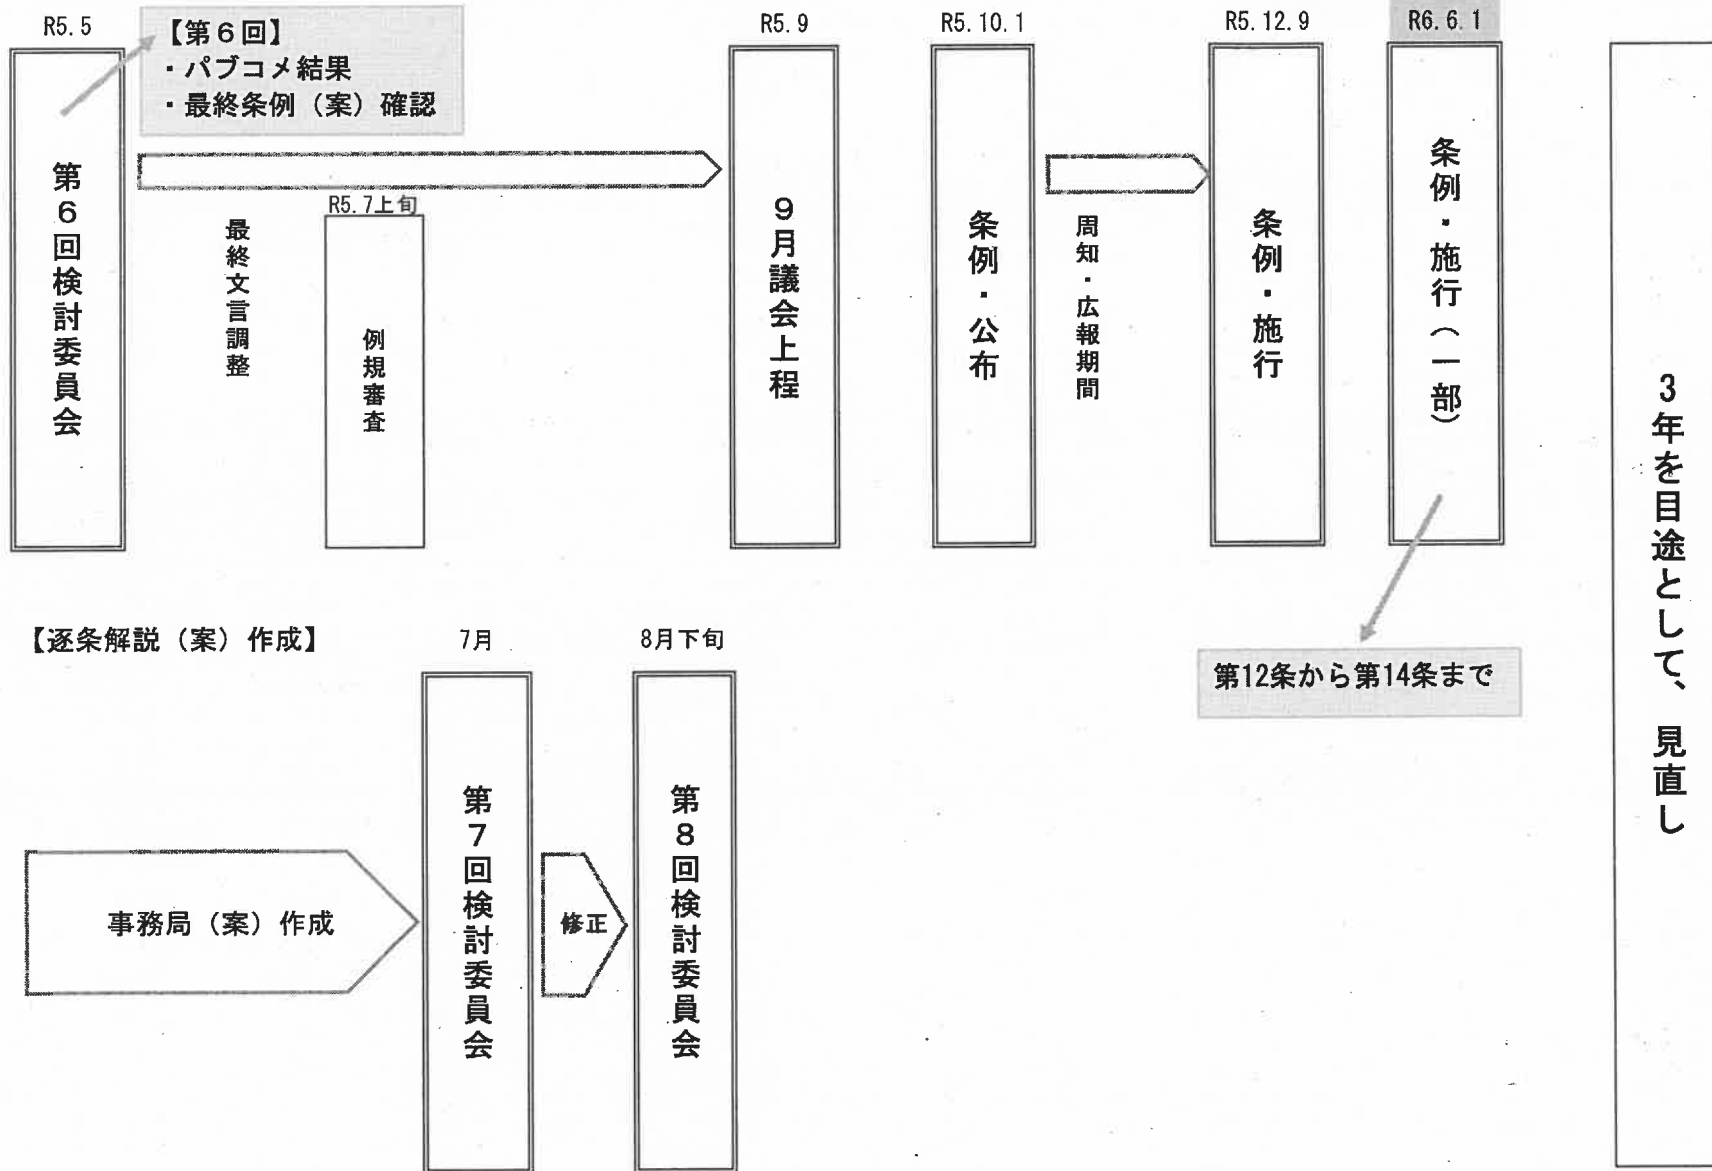 R5.5
【第６回】
・パブコメ結果
・最終条例（案）確認
第６回検討委員会
最終文言調整
R5.7上旬
例規審査
R5.9
９月議会上程
R5.10.1
条例・公布
周知・広報期間
R5.12.9
条例・施行
R6.6.1
条例・施行（一部）
第12条から第14条まで
3年を目途として、見直し
【逐条解説（案）作成】
事務局（案）作成
7月
第７回検討委員会
修正
8月下旬
第８回検討委員会